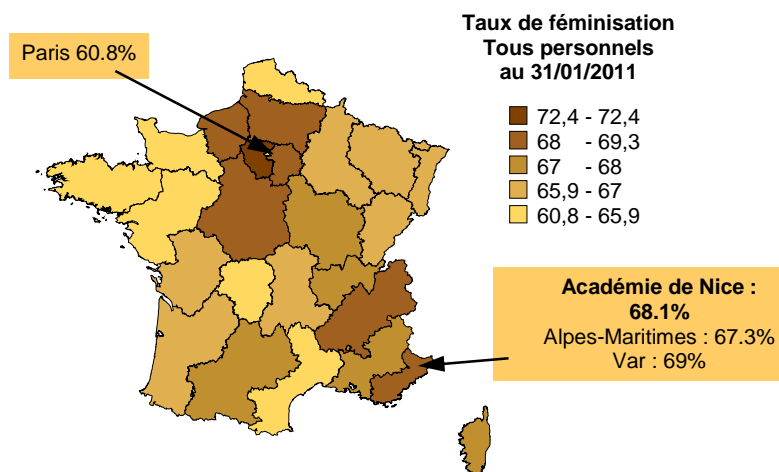 Taux de féminisation
Tous personnels
au 31/01/2011
Paris 60.8%
72,4 - 72,4
68 - 69,3
67 - 68
65,9 - 67
60,8 - 65,9
Académie de Nice :
68.1%
Alpes-Maritimes : 67.3%
Var : 69%